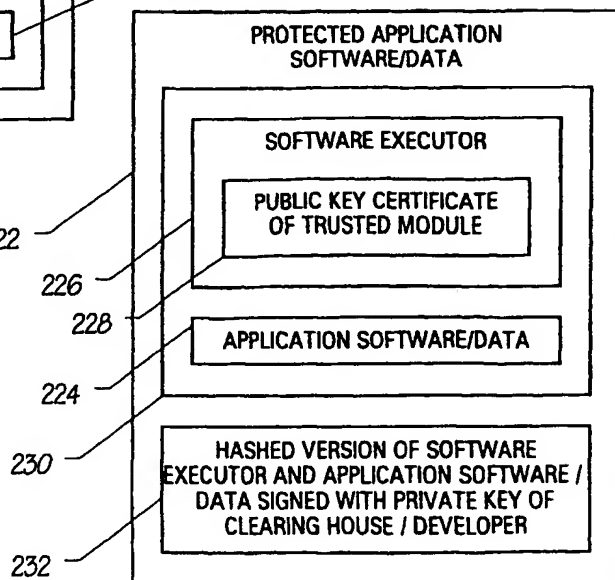 PROTECTED APPLICATION
SOFTWARE/DATA
SOFTWARE EXECUTOR
PUBLIC KEY CERTIFICATE
OF TRUSTED MODULE
22
226
228
APPLICATION SOFTWARE/DATA
224
230
HASHED VERSION OF SOFTWARE
EXECUTOR AND APPLICATION SOFTWARE /
DATA SIGNED WITH PRIVATE KEY OF
CLEARING HOUSE / DEVELOPER
232